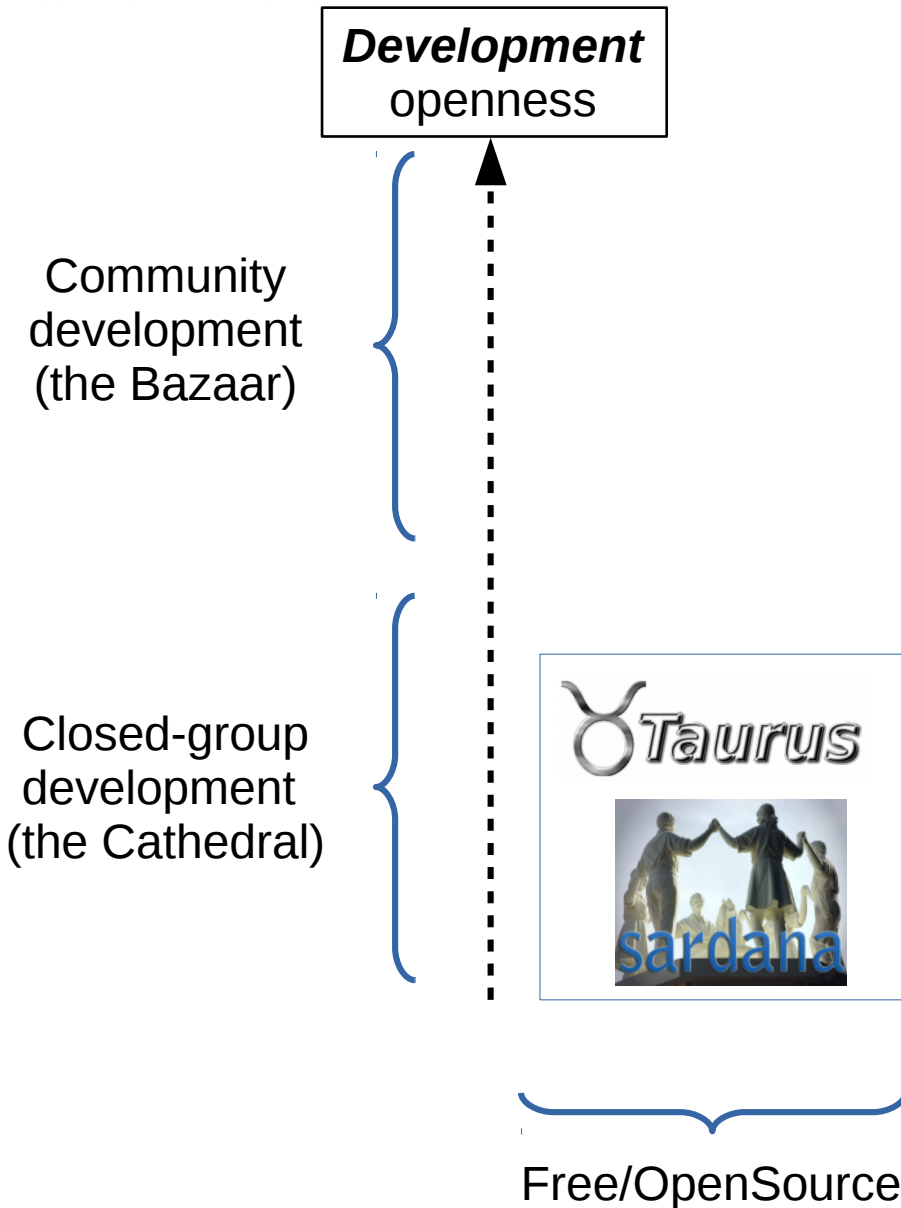 Development
openness
Community
development
(the Bazaar)
Closed-group
development
(the Cathedral)
Taurus
sardana
Free/OpenSource